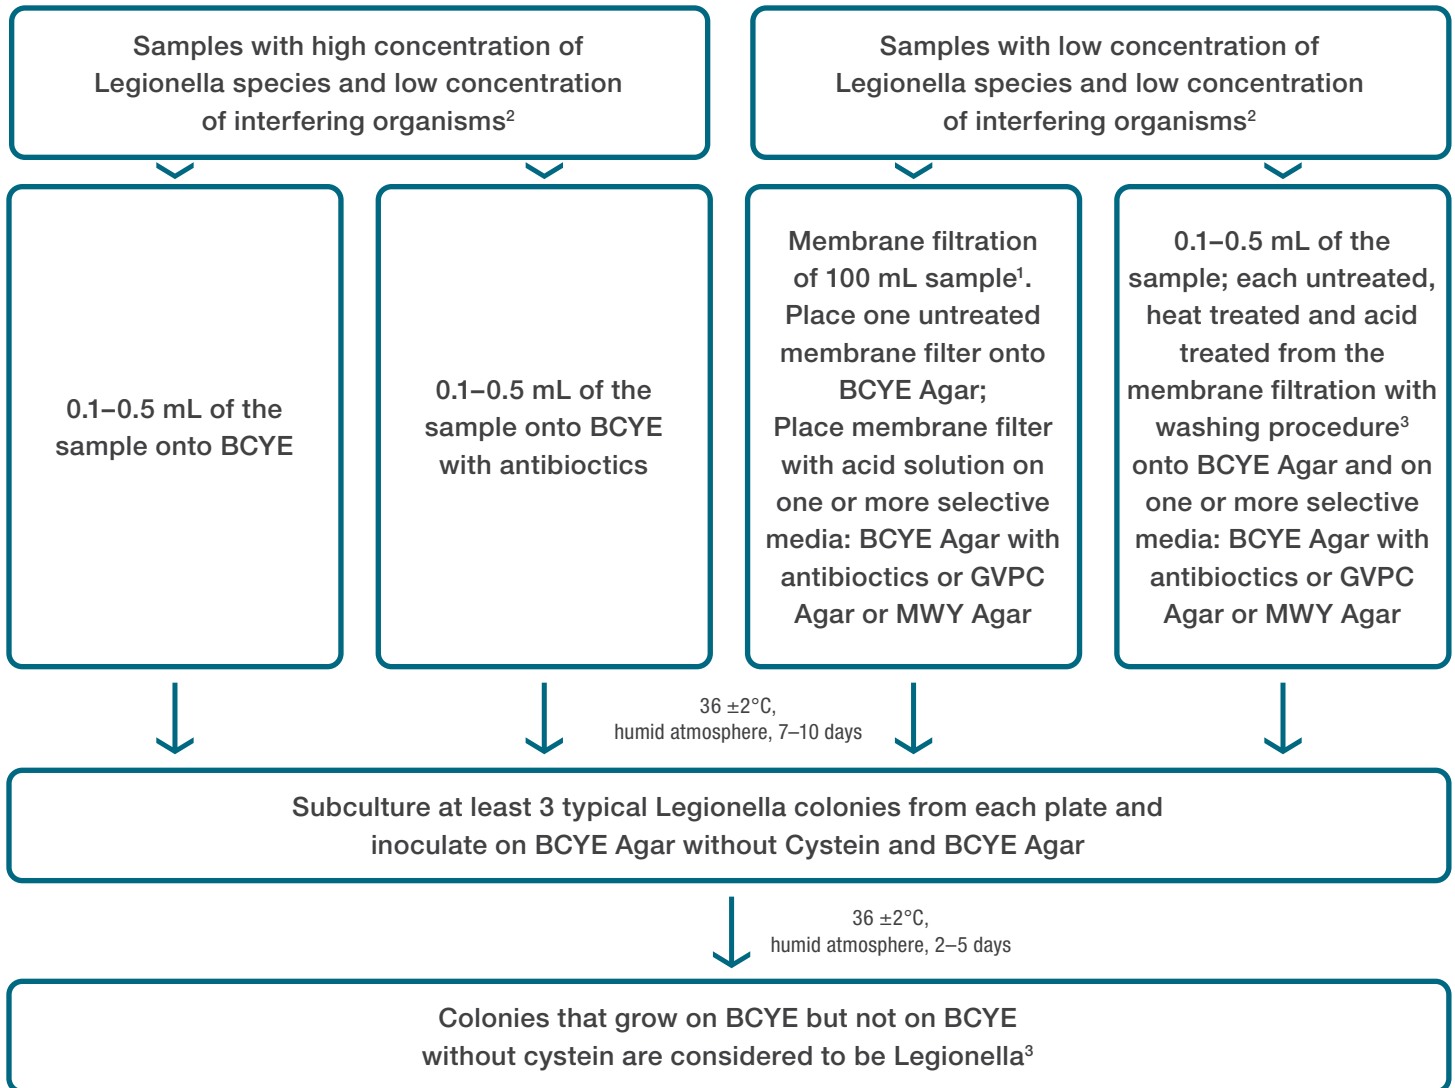 Samples with high concentration of
Legionella species and low concentration
of interfering organisms²
Samples with low concentration of
Legionella species and low concentration
of interfering organisms²
0.1–0.5 mL of the
sample onto BCYE
0.1–0.5 mL of the
sample onto BCYE
with antibioctics
Membrane filtration
of 100 mL sample¹.
Place one untreated
membrane filter onto
BCYE Agar;
Place membrane filter
with acid solution on
one or more selective
media: BCYE Agar with
antibioctics or GVPC
Agar or MWY Agar
0.1–0.5 mL of the
sample; each untreated,
heat treated and acid
treated from the
membrane filtration with
washing procedure³
onto BCYE Agar and on
one or more selective
media: BCYE Agar with
antibioctics or GVPC
Agar or MWY Agar
36 ±2°C,
humid atmosphere, 7–10 days
Subculture at least 3 typical Legionella colonies from each plate and
inoculate on BCYE Agar without Cystein and BCYE Agar
36 ±2°C,
humid atmosphere, 2–5 days
Colonies that grow on BCYE but not on BCYE
without cystein are considered to be Legionella³